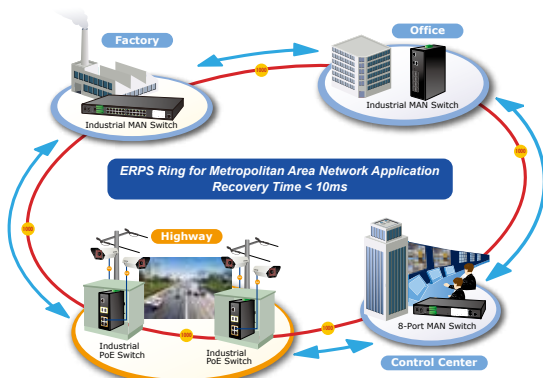 Factory
Office
1000
Industrial MAN Switch
Industrial MAN Switch
1000
ERPS Ring for Metropolitan Area Network Application
Recovery Time < 10ms
Highway
1000
8-Port MAN Switch
1000
1000
Industrial
PoE Switch
Industrial
PoE Switch
Control Center